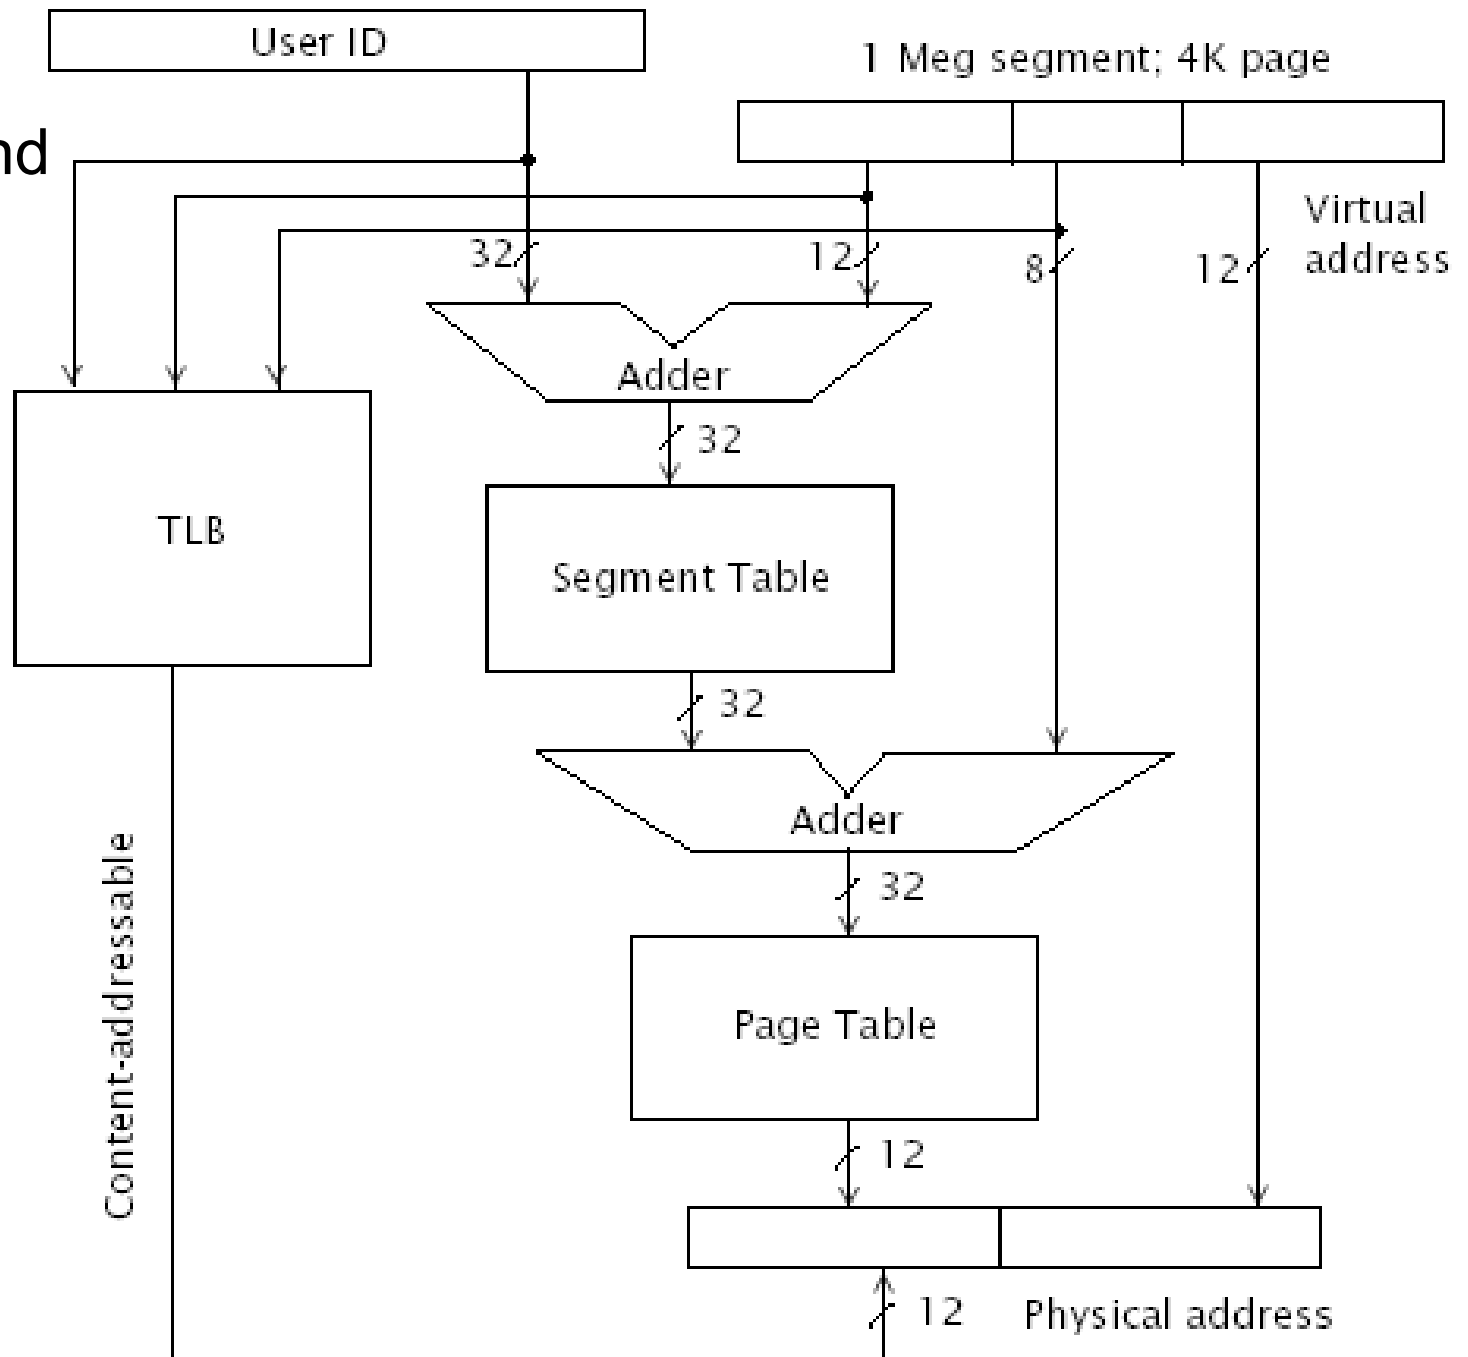 User ID
1 Meg segment; 4K page
nd
Virtual
address
32
12
8
12
Adder
32
TLB
Segment Table
32
Adder
32
Content-addressable
Page Table
12
12
Physical address